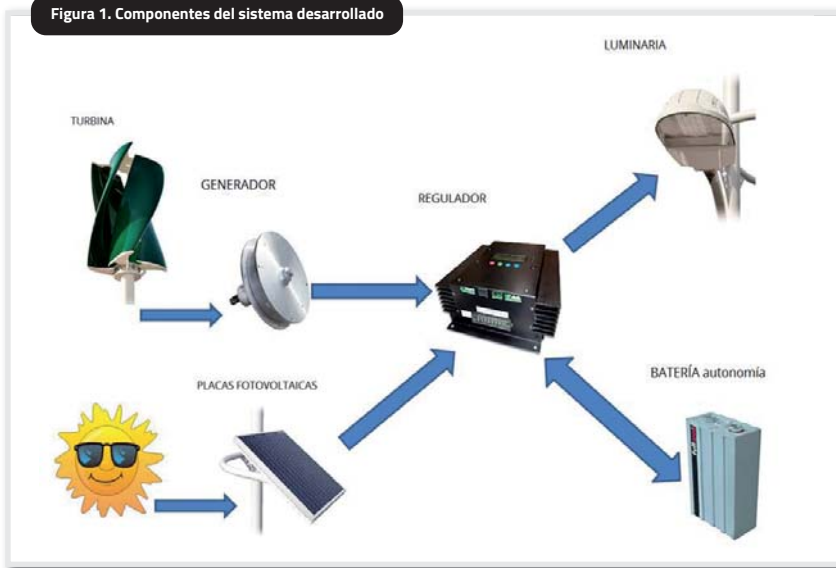 Figura 1. Componentes del sistema desarrollado
LUMINARIA
TURBINA
GENERADOR
REGULADOR
PLACAS FOTOVOLTAICAS
BATERÍA autonomía